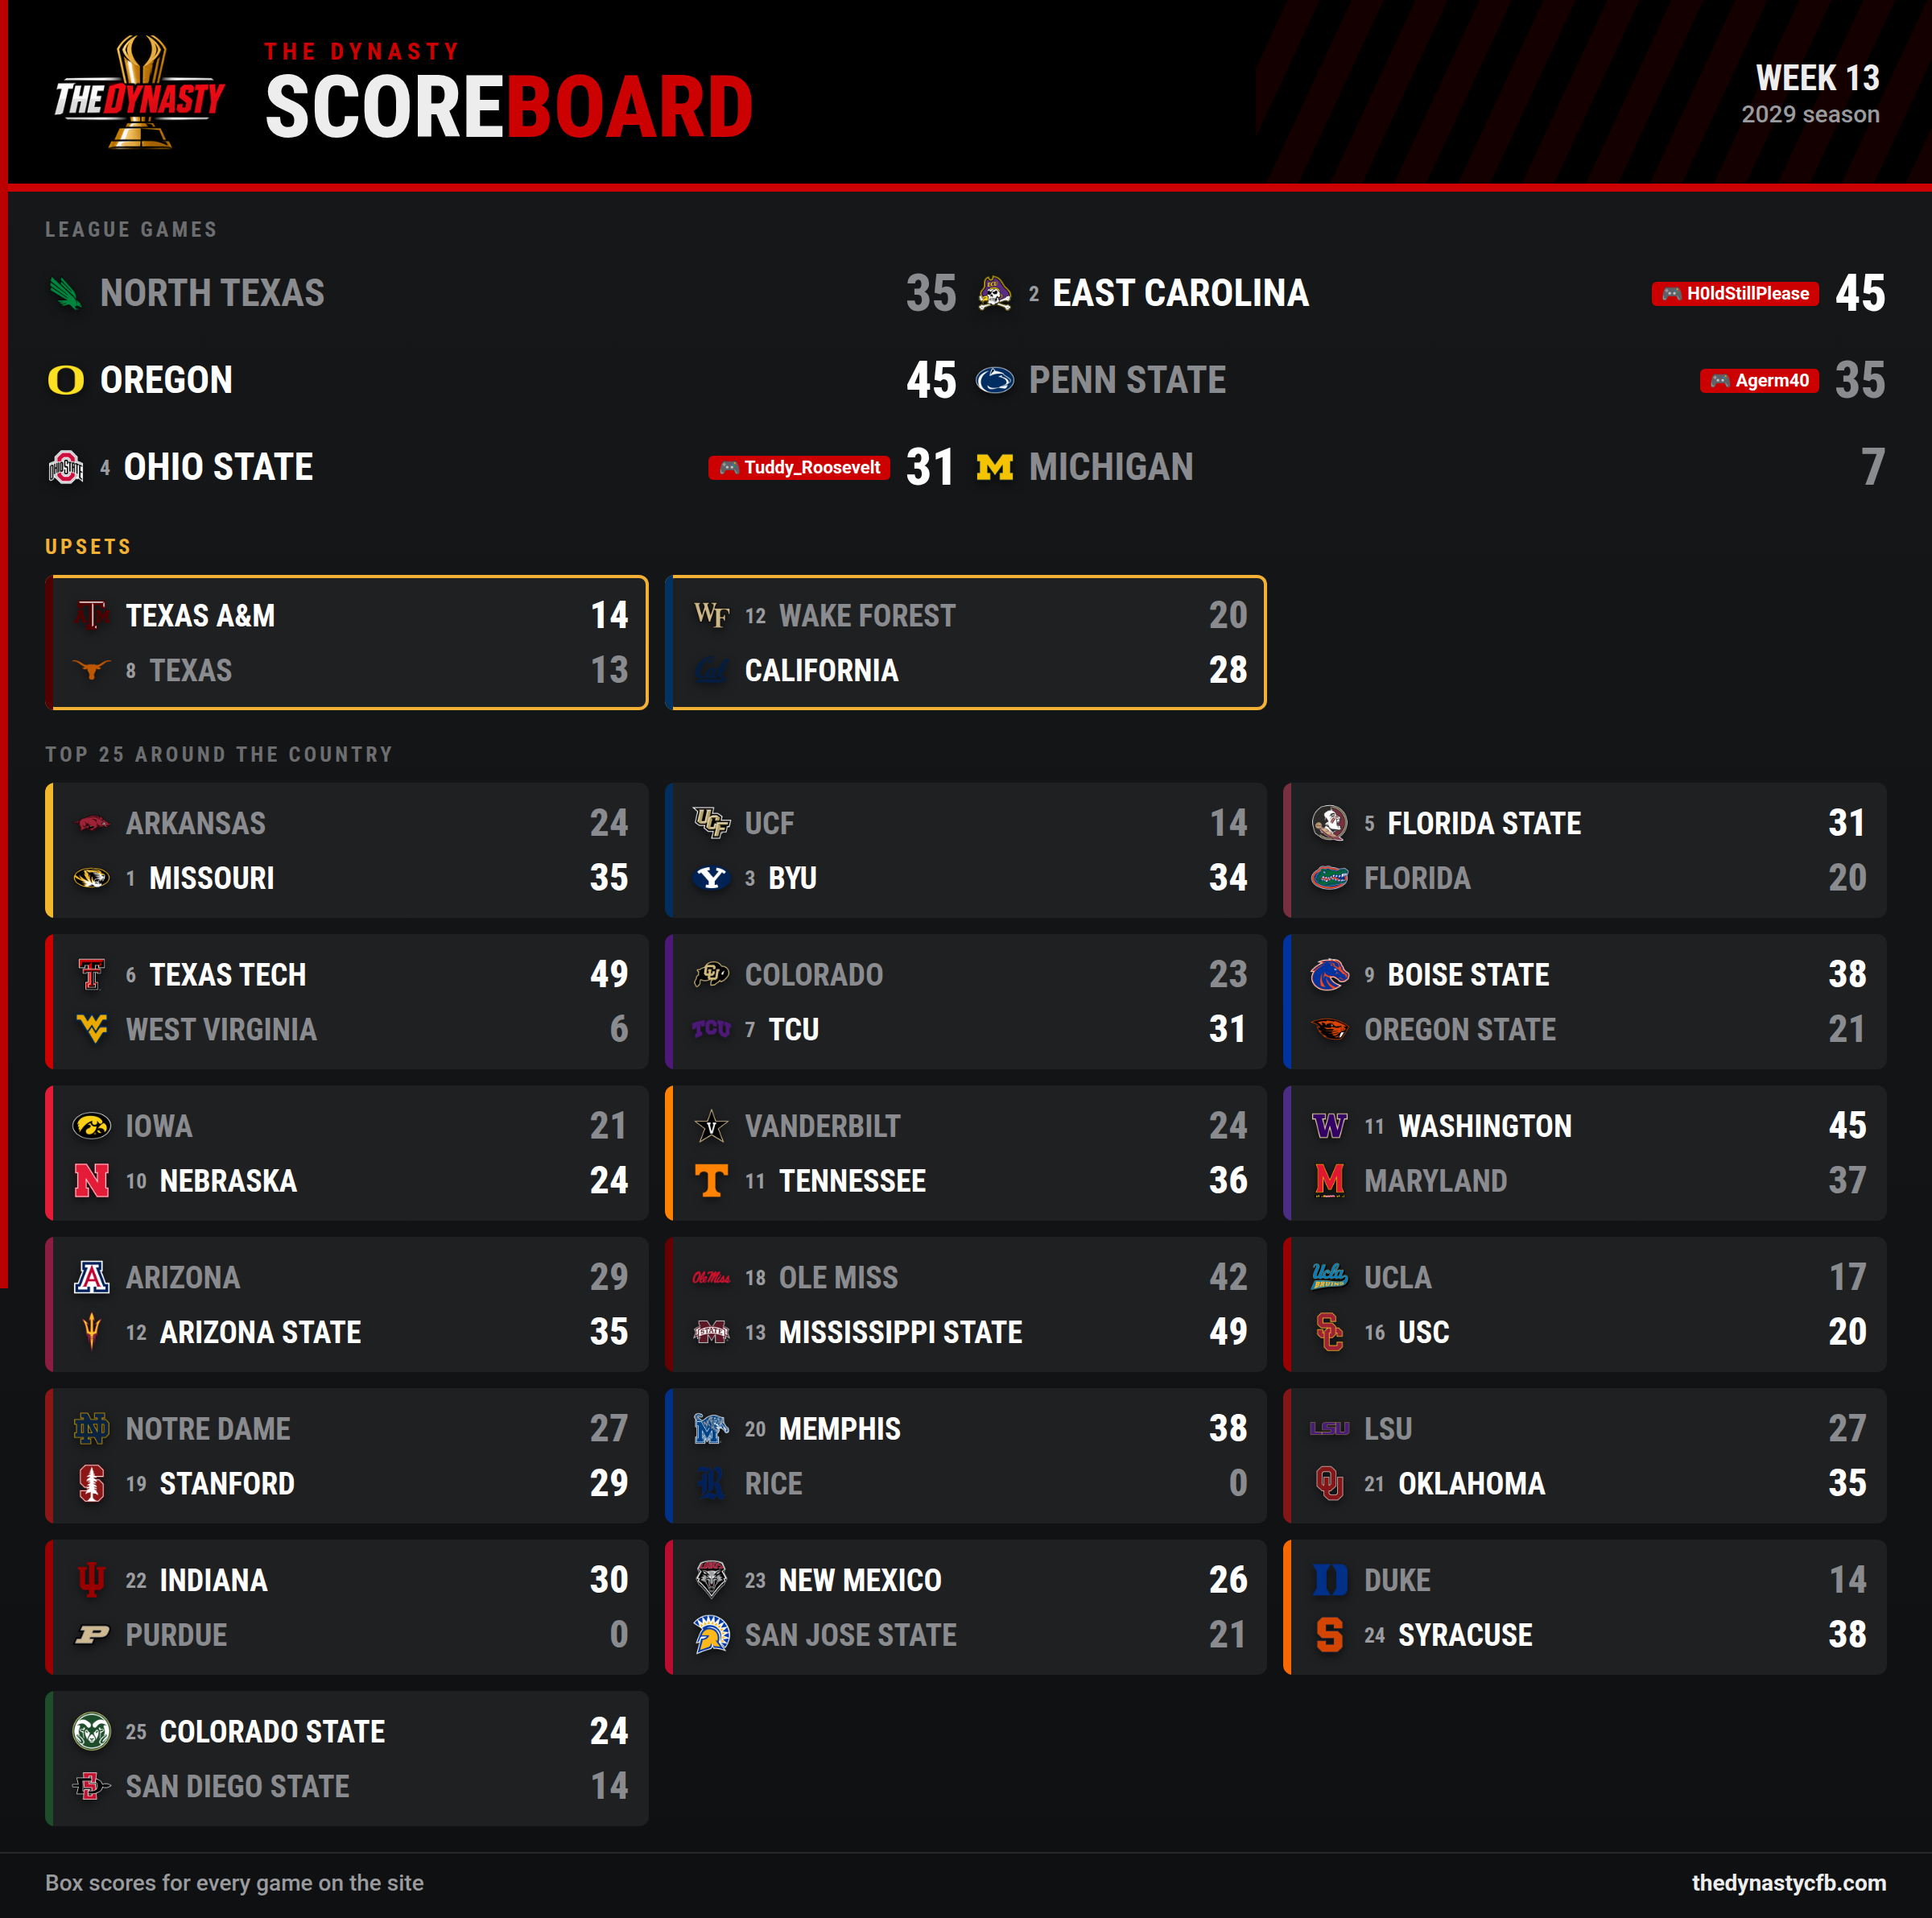 THE DYNASTY
THE DYNASTY
SCOREBOARD
WEEK 13
2029 season
LEAGUE GAMES
NORTH TEXAS 35 2 EAST CAROLINA H0ldStillPlease 45
OREGON 45 PENN STATE Agerm40 35
4 OHIO STATE Tuddy_Roosevelt 31 MICHIGAN 7
UPSETS
TEXAS A&M 14
8 TEXAS 13
12 WAKE FOREST 20
CALIFORNIA 28
TOP 25 AROUND THE COUNTRY
ARKANSAS 24
1 MISSOURI 35
UCF 14
3 BYU 34
5 FLORIDA STATE 31
FLORIDA 20
6 TEXAS TECH 49
WEST VIRGINIA 6
COLORADO 23
7 TCU 31
9 BOISE STATE 38
OREGON STATE 21
IOWA 21
10 NEBRASKA 24
VANDERBILT 24
11 TENNESSEE 36
11 WASHINGTON 45
MARYLAND 37
ARIZONA 29
12 ARIZONA STATE 35
18 OLE MISS 42
13 MISSISSIPPI STATE 49
UCLA 17
16 USC 20
NOTRE DAME 27
19 STANFORD 29
20 MEMPHIS 38
RICE 0
LSU 27
21 OKLAHOMA 35
22 INDIANA 30
PURDUE 0
23 NEW MEXICO 26
SAN JOSE STATE 21
DUKE 14
24 SYRACUSE 38
25 COLORADO STATE 24
SAN DIEGO STATE 14
Box scores for every game on the site
thedynastycfb.com